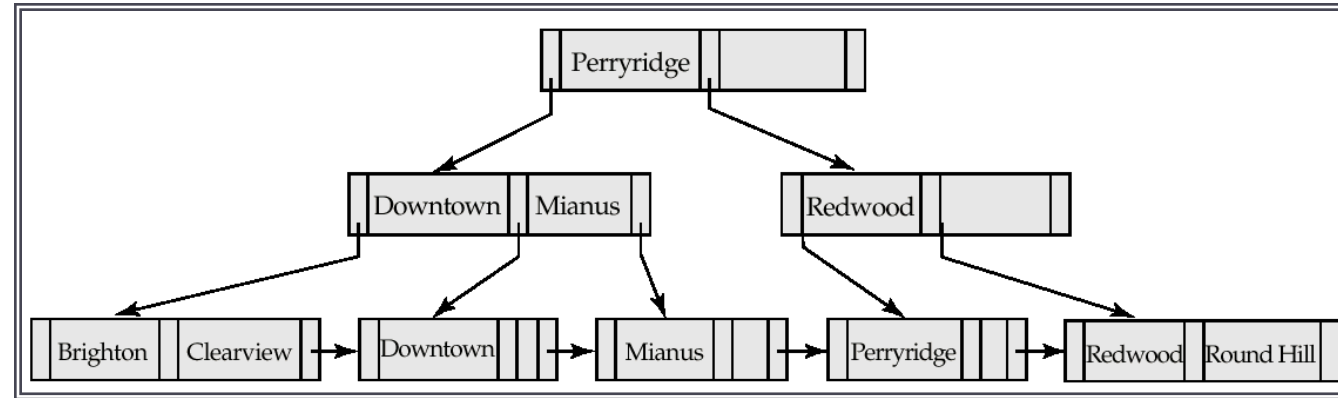 Perryridge
Downtown Mianus
Redwood
Brighton Clearview
Downtown
Mianus
Perryridge
Redwood Round Hill